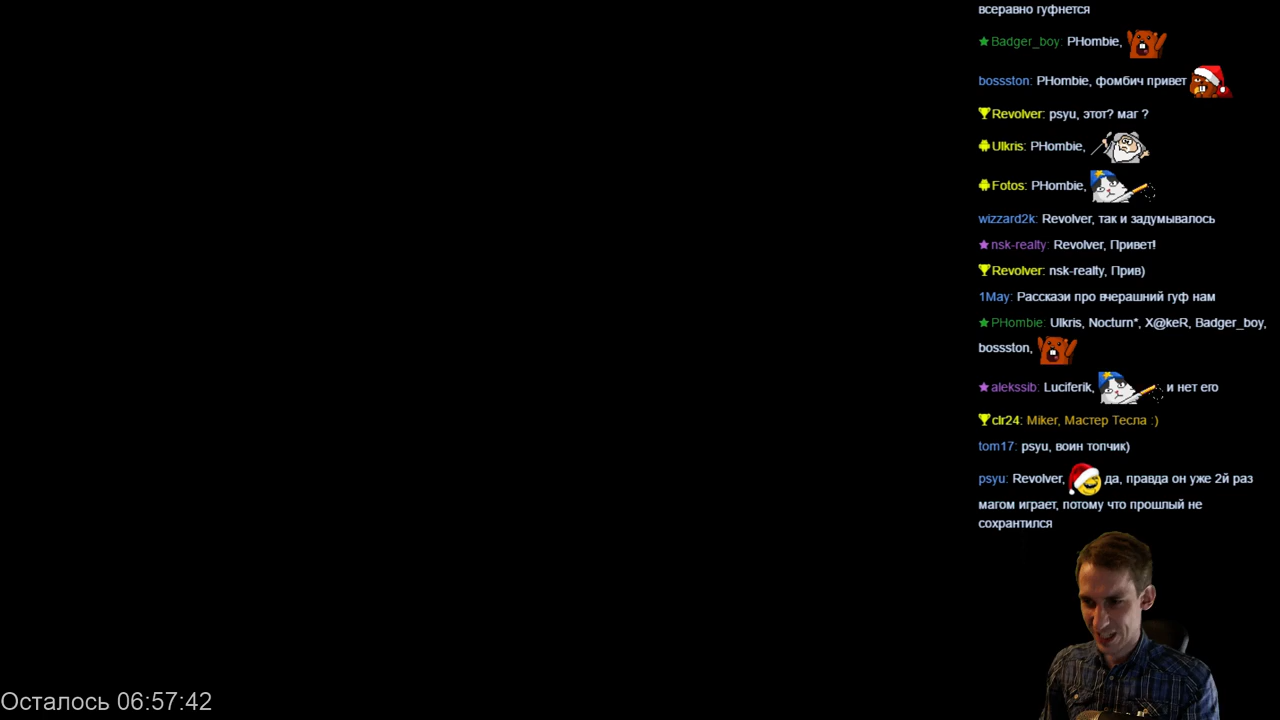 всеравно гуфнется
Badger_boy: PHombie,
bossston: PHombie, фомбич привет
Revolver: psyu, этот? маг ?
Ulkris: PHombie,
Fotos: PHombie,
wizzard2k: Revolver, так и задумывалось
nsk-realty: Revolver, Привет!
Revolver: nsk-realty, Прив)
1May: Расскази про вчерашний гуф нам
PHombie: Ulkris, Nocturn*, X@keR, Badger_boy,
bossston,
alekssib: Luciferik, и нет его
clr24: Miker, Мастер Тесла :)
tom17: psyu, воин топчик)
psyu: Revolver, да, правда он уже 2й раз
магом играет, потому что прошлый не
сохрантился
Осталось 06:57:42